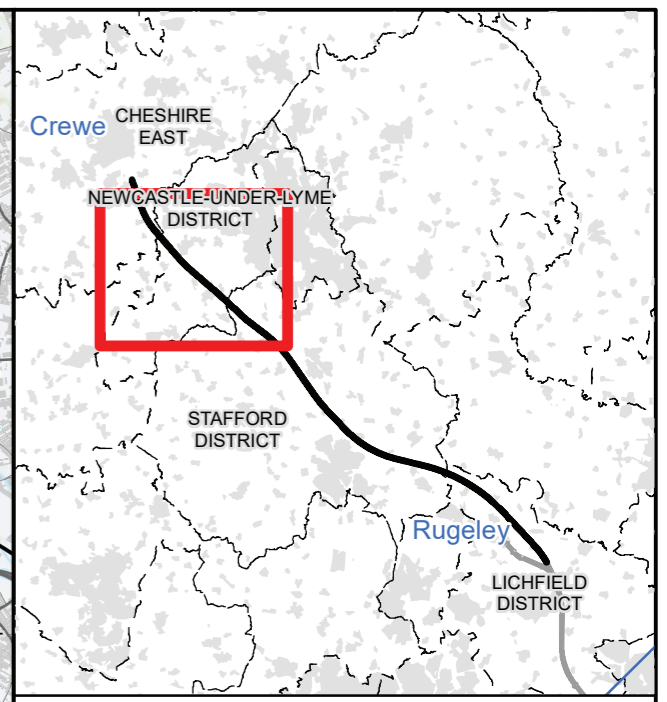 Crewe
CHESHIRE
EAST
NEWCASTLE-UNDER-LYME
DISTRICT
STAFFORD
DISTRICT
Rugeley
LICHFIELD
DISTRICT